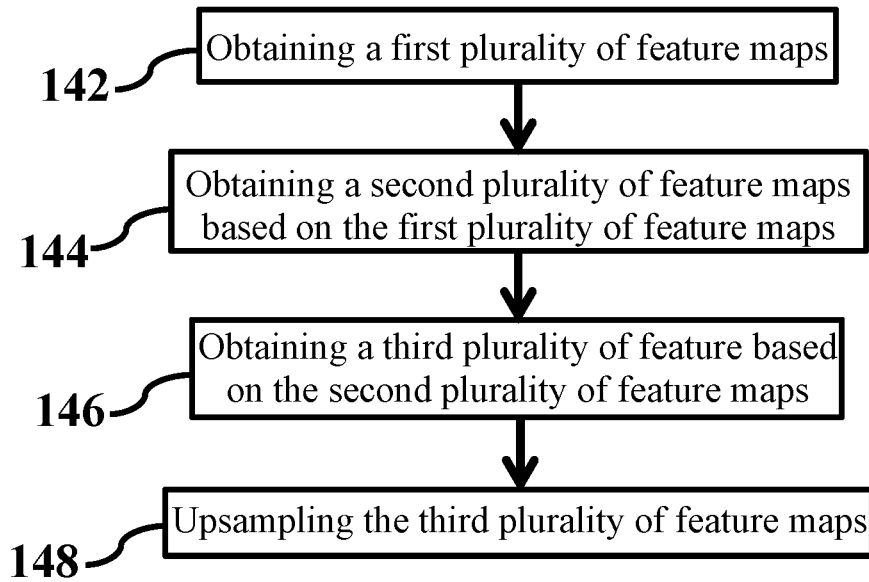 Obtaining a first plurality of feature maps
142
Obtaining a second plurality of feature maps
based on the first plurality of feature maps
144
Obtaining a third plurality of feature based
on the second plurality of feature maps
146
Upsampling the third plurality of feature maps
148